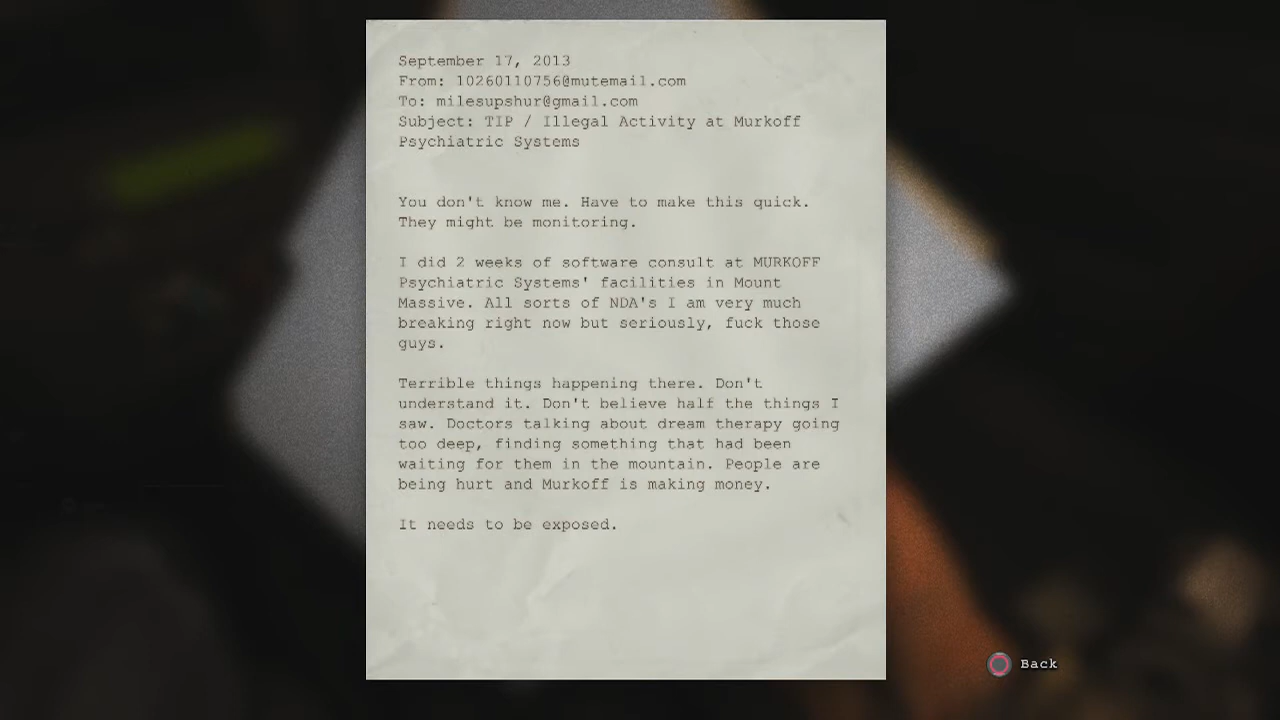 September 17, 2013
From: 10260110756@mutemail.com
To: milesupshur@gmail.com
Subject: TIP / Illegal Activity at Murkoff
Psychiatric Systems
You don't know me. Have to make this quick.
They might be monitoring.
I did 2 weeks of software consult at MURKOFF
Psychiatric Systems' facilities in Mount
Massive. All sorts of NDA's I am very much
breaking right now but seriously, fuck those
guys.
Terrible things happening there. Don't
understand it. Don't believe half the things I
saw. Doctors talking about dream therapy going
too deep, finding something that had been
waiting for them in the mountain. People are
being hurt and Murkoff is making money.
It needs to be exposed.
Back